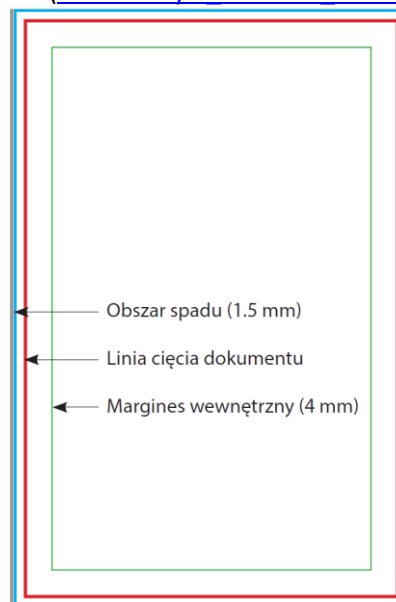 Obszar spadu (1.5 mm)
Linia cięcia dokumentu
Margines wewnętrzny (4 mm)